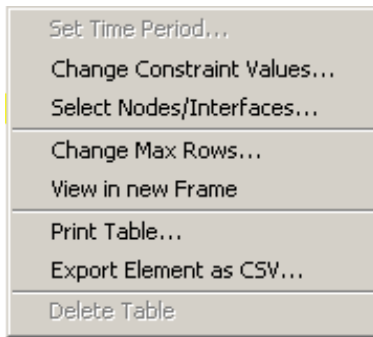 Set Time Period...
Change Constraint Values...
Select Nodes/Interfaces...
Change Max Rows...
View in new Frame
Print Table...
Export Element as CSV...
Delete Table